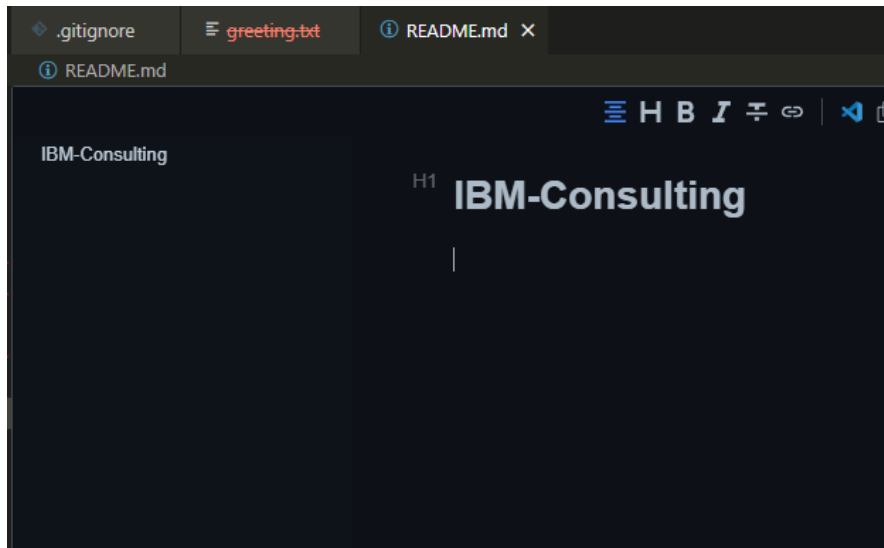 .gitignore
greeting.txt
README.md
README.md
H B I
IBM-Consulting
H1 IBM-Consulting